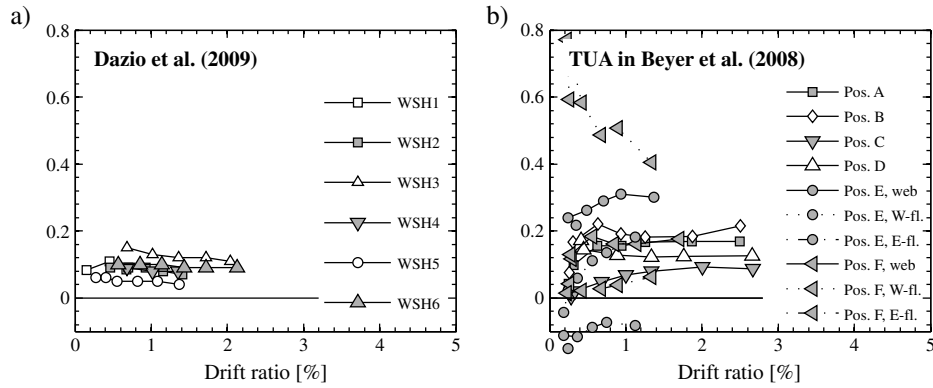 a)
0.8
0.6
0.4
0.2
0
0 1 2 3 4 5
Drift ratio [%]
Dazio et al. (2009)
WSH1
WSH2
WSH3
WSH4
WSH5
WSH6
b)
0.8
0.6
0.4
0.2
0
0 1 2 3 4 5
Drift ratio [%]
TUA in Beyer et al. (2008)
Pos. A
Pos. B
Pos. C
Pos. D
Pos. E, web
Pos. E, W-fl.
Pos. E, E-fl.
Pos. F, web
Pos. F, W-fl.
Pos. F, E-fl.